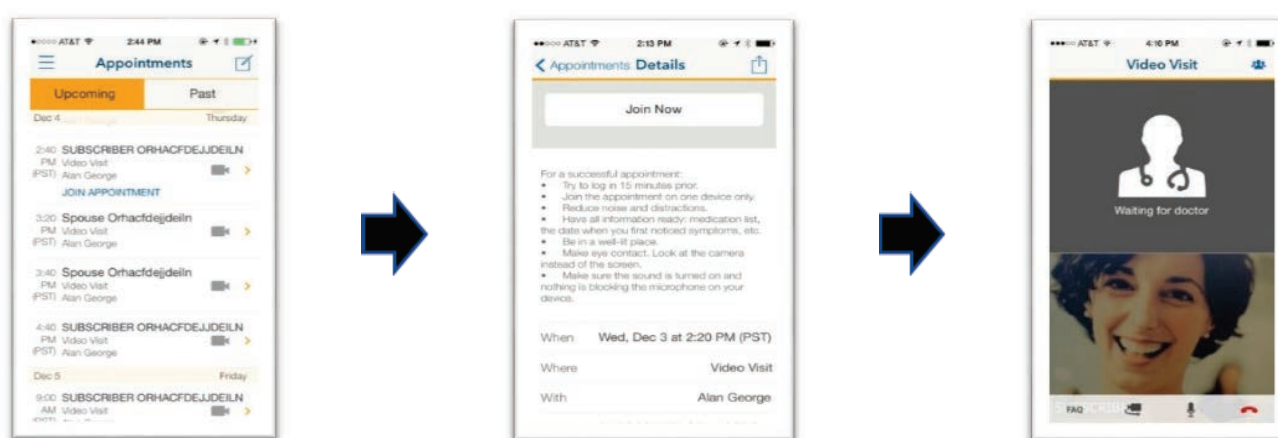 AT&T 2:44 PM
Appointments
Upcoming Past
Dec 4 Thursday
2:40 SUBSCRIBER ORHACFDEJJDEILN
PM Video Visit
(PST) Alan George
JOIN APPOINTMENT
3:20 Spouse Orhacfdejjdeiln
PM Video Visit
(PST) Alan George
3:40 Spouse Orhacfdejjdeiln
PM Video Visit
(PST) Alan George
4:40 SUBSCRIBER ORHACFDEJJDEILN
PM Video Visit
(PST) Alan George
Dec 5 Friday
9:00 SUBSCRIBER ORHACFDEJJDEILN
AM Video Visit
AT&T 2:13 PM
Appointments Details
Join Now
For a successful appointment:
• Try to log in 15 minutes prior.
• Join the appointment on one device only.
• Reduce noise and distractions.
• Have all information ready: medication list,
the date when you first noticed symptoms, etc.
• Be in a well-lit place.
• Make eye contact. Look at the camera
instead of the screen.
• Make sure the sound is turned on and
nothing is blocking the microphone on your
device.
When Wed, Dec 3 at 2:20 PM (PST)
Where Video Visit
With Alan George
AT&T 4:10 PM
Video Visit
Waiting for doctor
FAQ